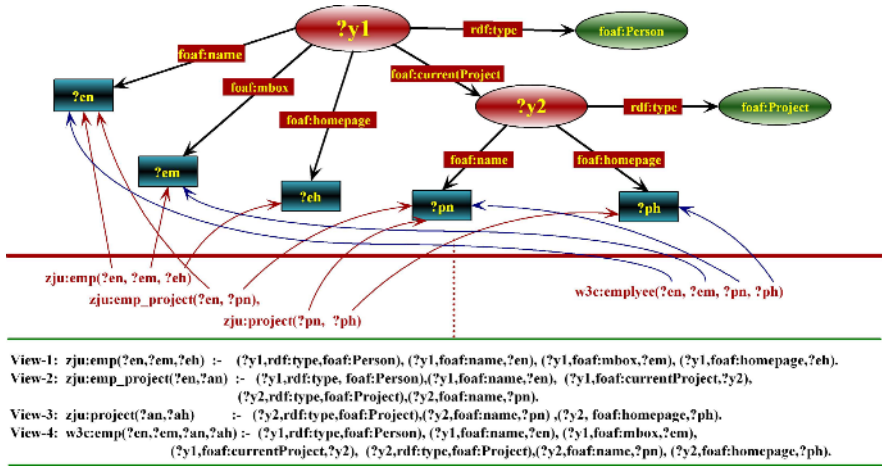 ?y1
rdf:type
foaf:Person
foaf:name
foaf:mbox
foaf:currentProject
?en
?y2
rdf:type
foaf:Project
foaf:homepage
foaf:name
foaf:homepage
?em
?eh
?pn
?ph
zju:emp(?en, ?em, ?eh)
zju:emp_project(?en, ?pn),
w3c:emplyee(?en, ?em, ?pn, ?ph)
zju:project(?pn, ?ph)
View-1: zju:emp(?en,?em,?eh) :- (?y1,rdf:type,foaf:Person), (?y1,foaf:name,?en), (?y1,foaf:mbox,?em), (?y1,foaf:homepage,?eh).
View-2: zju:emp_project(?en,?an) :- (?y1,rdf:type, foaf:Person),(?y1,foaf:name,?en), (?y1,foaf:currentProject,?y2),
(?y2,rdf:type,foaf:Project),(?y2,foaf:name,?pn).
View-3: zju:project(?an,?ah) :- (?y2,rdf:type,foaf:Project),(?y2,foaf:name,?pn) ,(?y2, foaf:homepage,?ph).
View-4: w3c:emp(?en,?em,?an,?ah) :- (?y1,rdf:type,foaf:Person), (?y1,foaf:name,?en), (?y1,foaf:mbox,?em),
(?y1,foaf:currentProject,?y2), (?y2,rdf:type,foaf:Project),(?y2,foaf:name,?pn), (?y2,foaf:homepage,?ph).